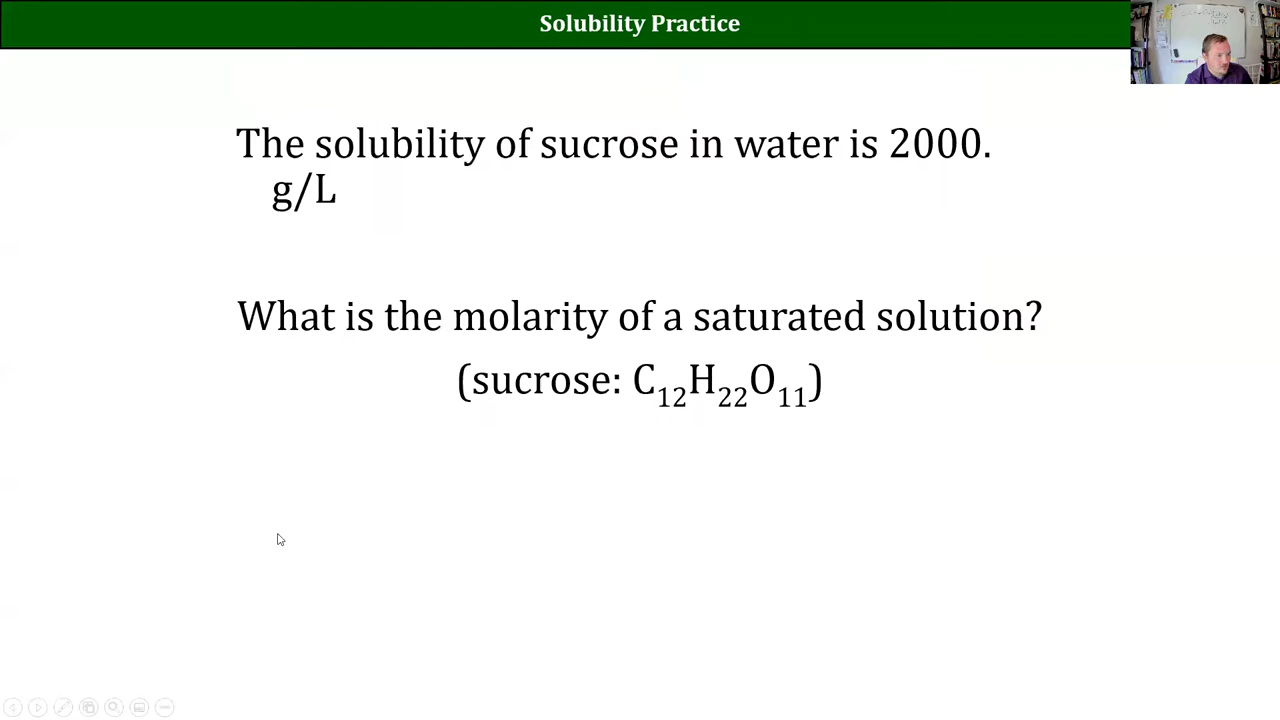 Solubility Practice
The solubility of sucrose in water is 2000.
g/L
What is the molarity of a saturated solution?
(sucrose: C₁₂H₂₂O₁₁)